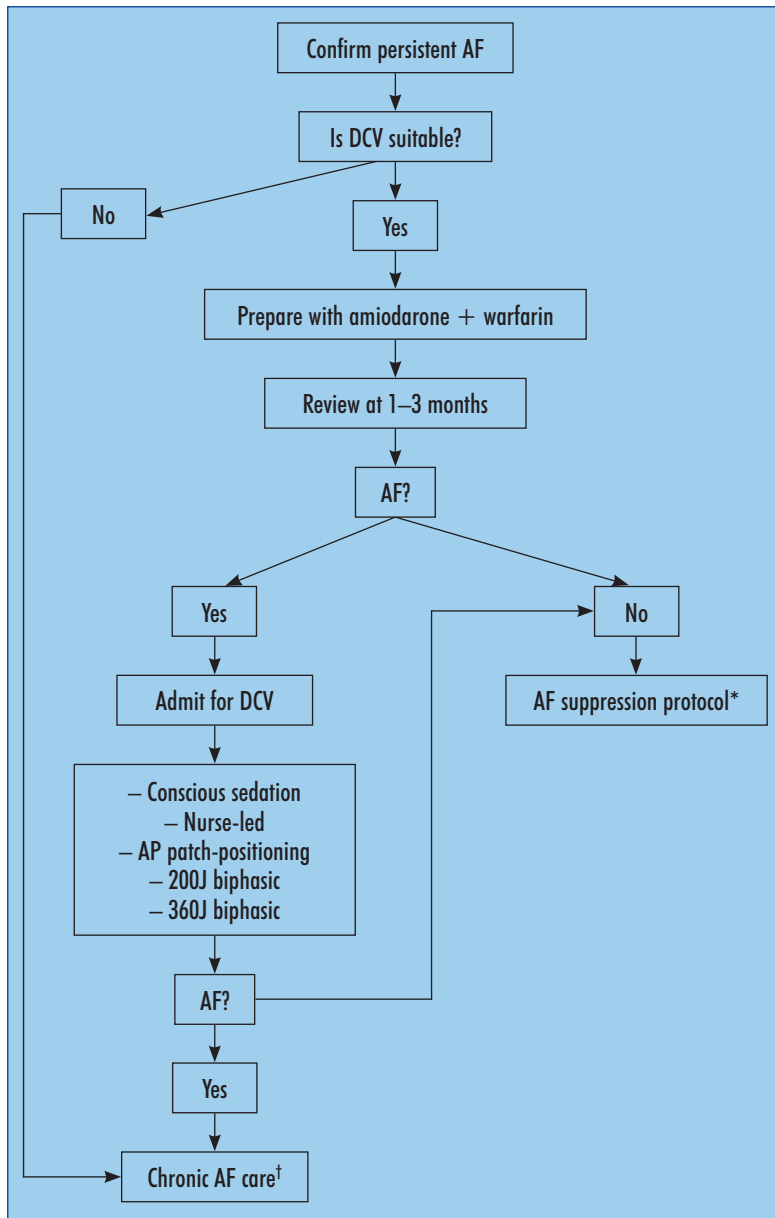 Confirm persistent AF
Is DCV suitable?
No
Yes
Prepare with amiodarone + warfarin
Review at 1–3 months
AF?
Yes
No
Admit for DCV
AF suppression protocol*
– Conscious sedation
– Nurse-led
– AP patch-positioning
– 200J biphasic
– 360J biphasic
AF?
Yes
Chronic AF care†